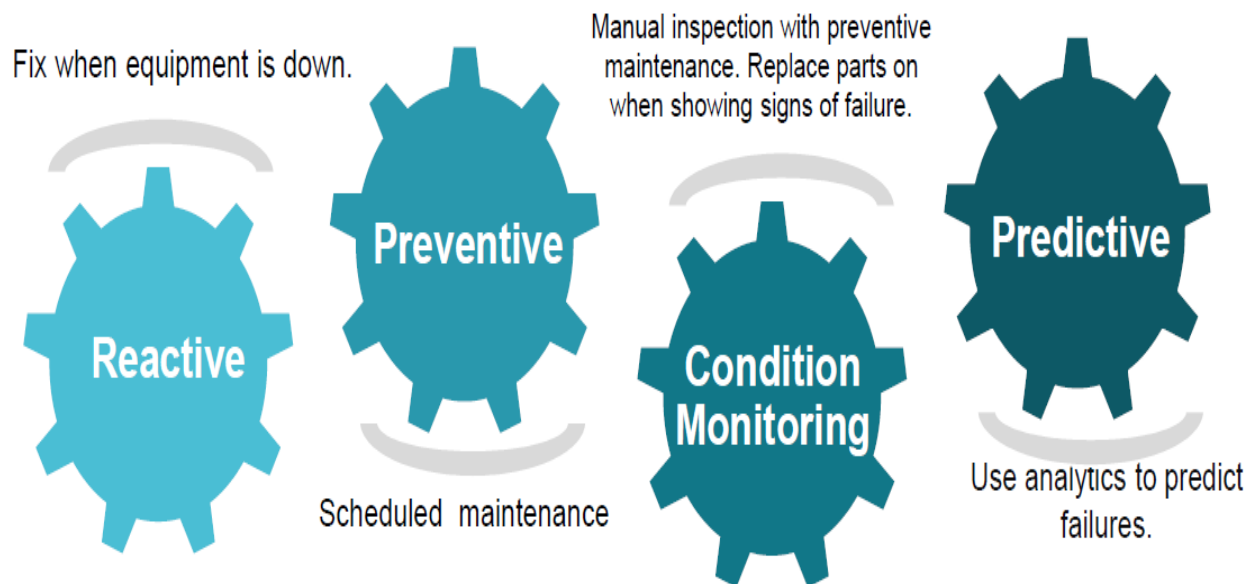 Fix when equipment is down.
Reactive
Preventive
Scheduled maintenance
Manual inspection with preventive
maintenance. Replace parts on
when showing signs of failure.
Condition
Monitoring
Predictive
Use analytics to predict
failures.